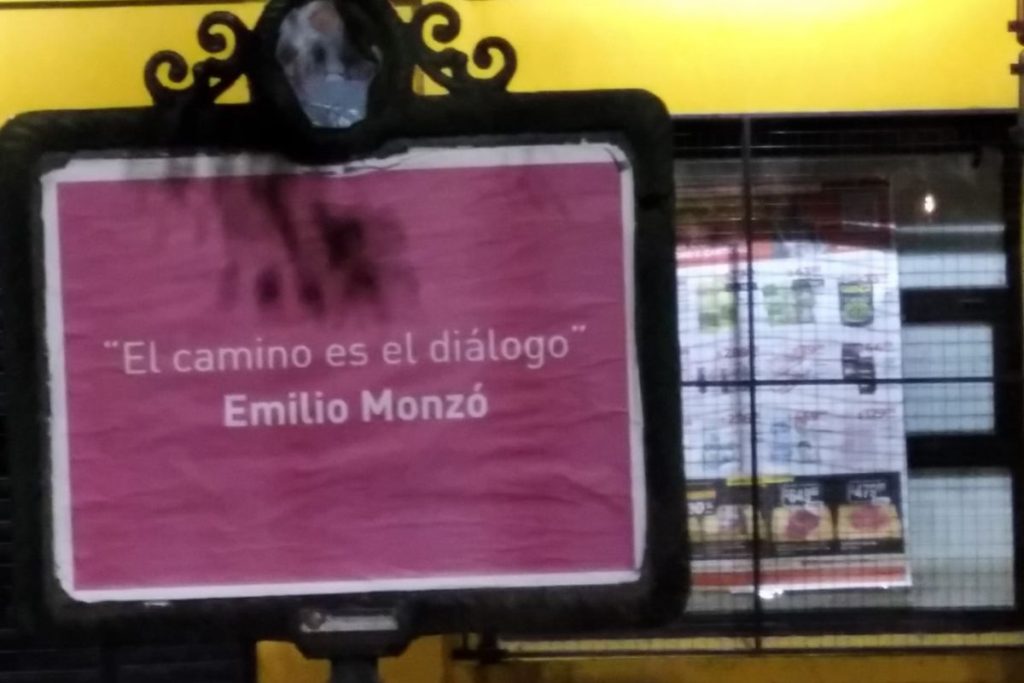 “El camino es el diálogo”
Emilio Monzó